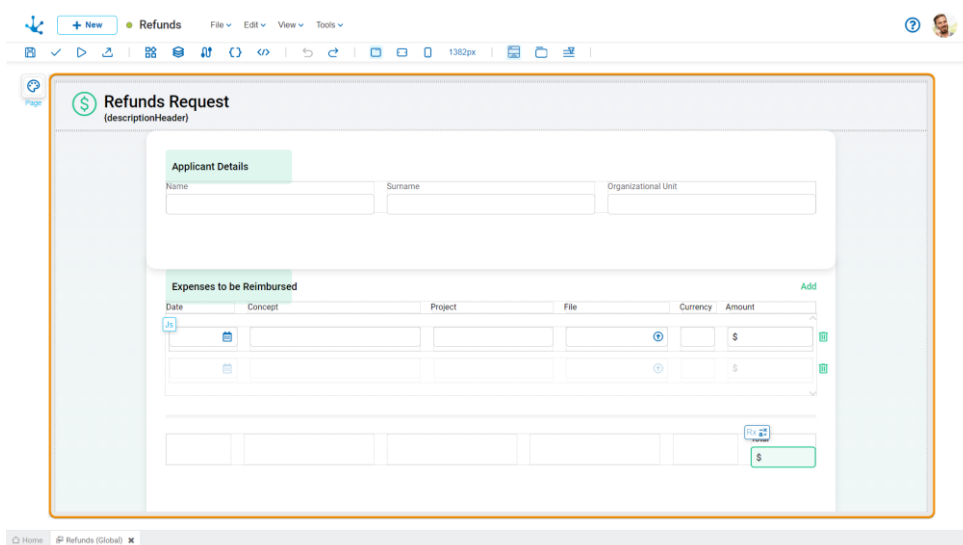 + New Refunds File Edit View Tools
1382px
Page
$ Refunds Request
{descriptionHeader}
Applicant Details
Name Surname Organizational Unit
Expenses to be Reimbursed Add
Date Concept Project File Currency Amount
Js
$
$
Rx
Total
$
Home Refunds (Global)